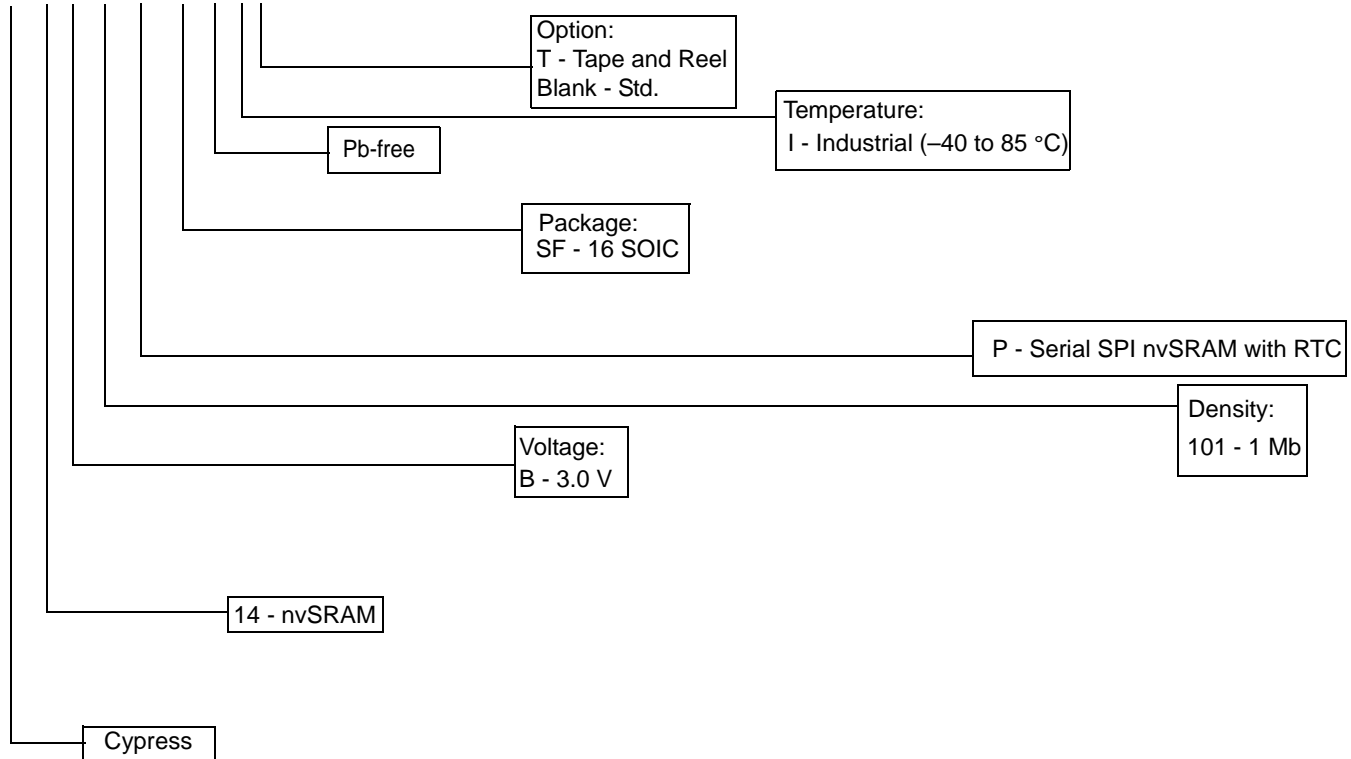 Option:
T - Tape and Reel
Blank - Std.
Temperature:
I - Industrial (–40 to 85 °C)
Pb-free
Package:
SF - 16 SOIC
P - Serial SPI nvSRAM with RTC
Density:
101 - 1 Mb
Voltage:
B - 3.0 V
14 - nvSRAM
Cypress